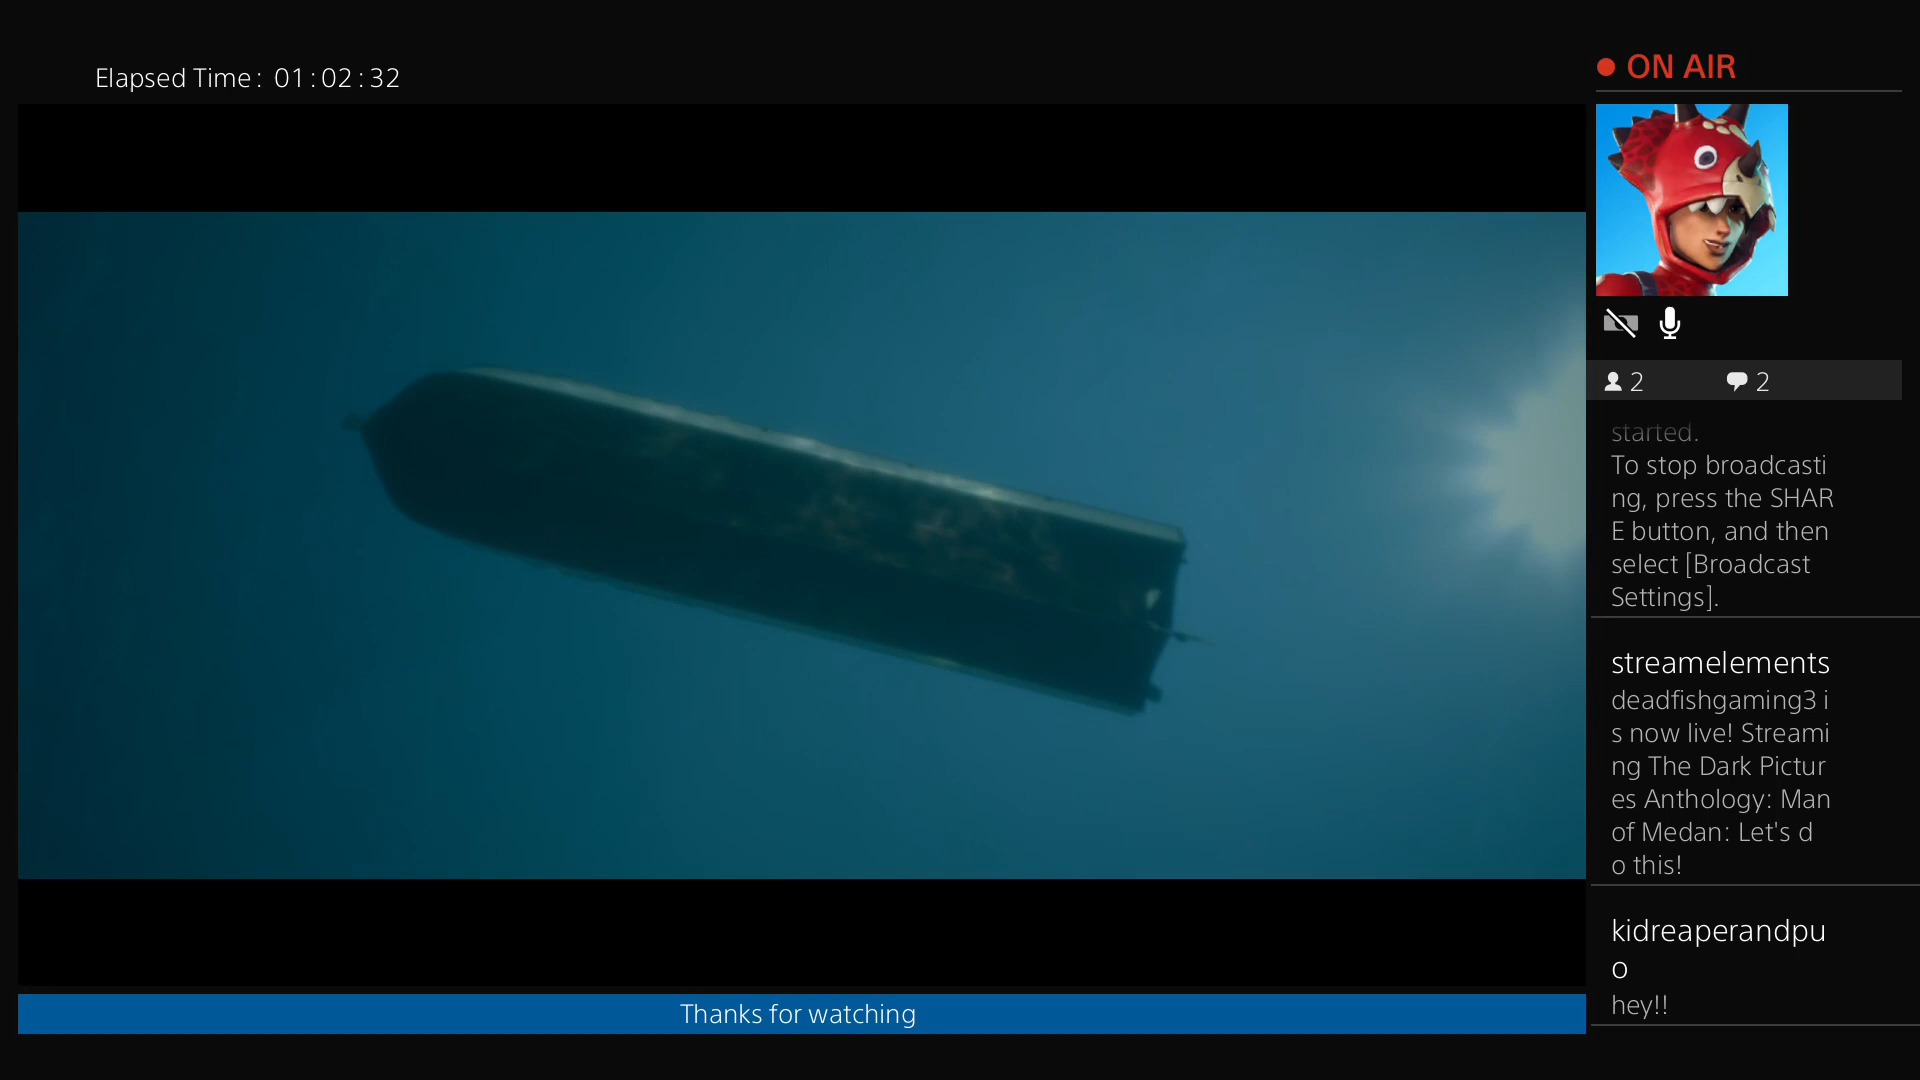 Elapsed Time: 01:02:32
ON AIR
2
2
started.
To stop broadcasti
ng, press the SHAR
E button, and then
select [Broadcast
Settings].
streamelements
deadfishgaming3 i
s now live! Streami
ng The Dark Pictur
es Anthology: Man
of Medan: Let's d
o this!
kidreaperandpu
o
hey!!
Thanks for watching